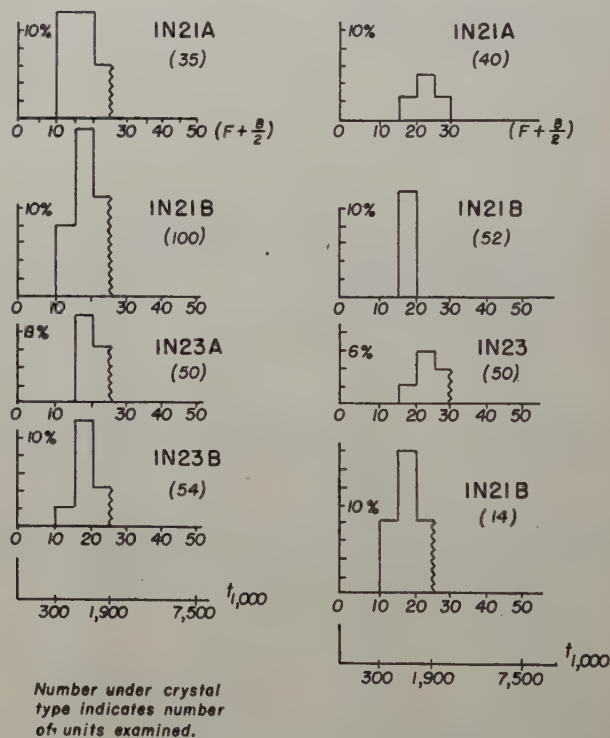 10% IN21A
(35)
0 10 30 50 (F + B/2)
10% IN21B
(100)
0 10 20 30 40 50
8% IN23A
(50)
0 10 20 30 40 50
10% IN23B
(54)
0 10 20 30 40 50
300 1,900 7,500 t1,000
Number under crystal
type indicates number
of units examined.
10% IN21A
(40)
0 10 20 30 (F + B/2)
10% IN21B
(52)
0 10 20 30 40 50
6% IN23
(50)
0 10 20 30 40 50
10% IN21B
(14)
0 10 20 30 40 50
300 1,900 7,500 t1,000